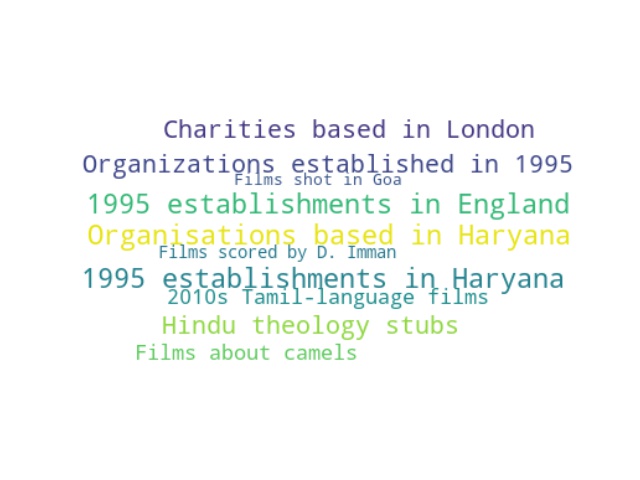 Charities based in London
Organizations established in 1995
Films shot in Goa
1995 establishments in England
Organisations based in Haryana
Films scored by D. Imman
1995 establishments in Haryana
2010s Tamil-language films
Hindu theology stubs
Films about camels